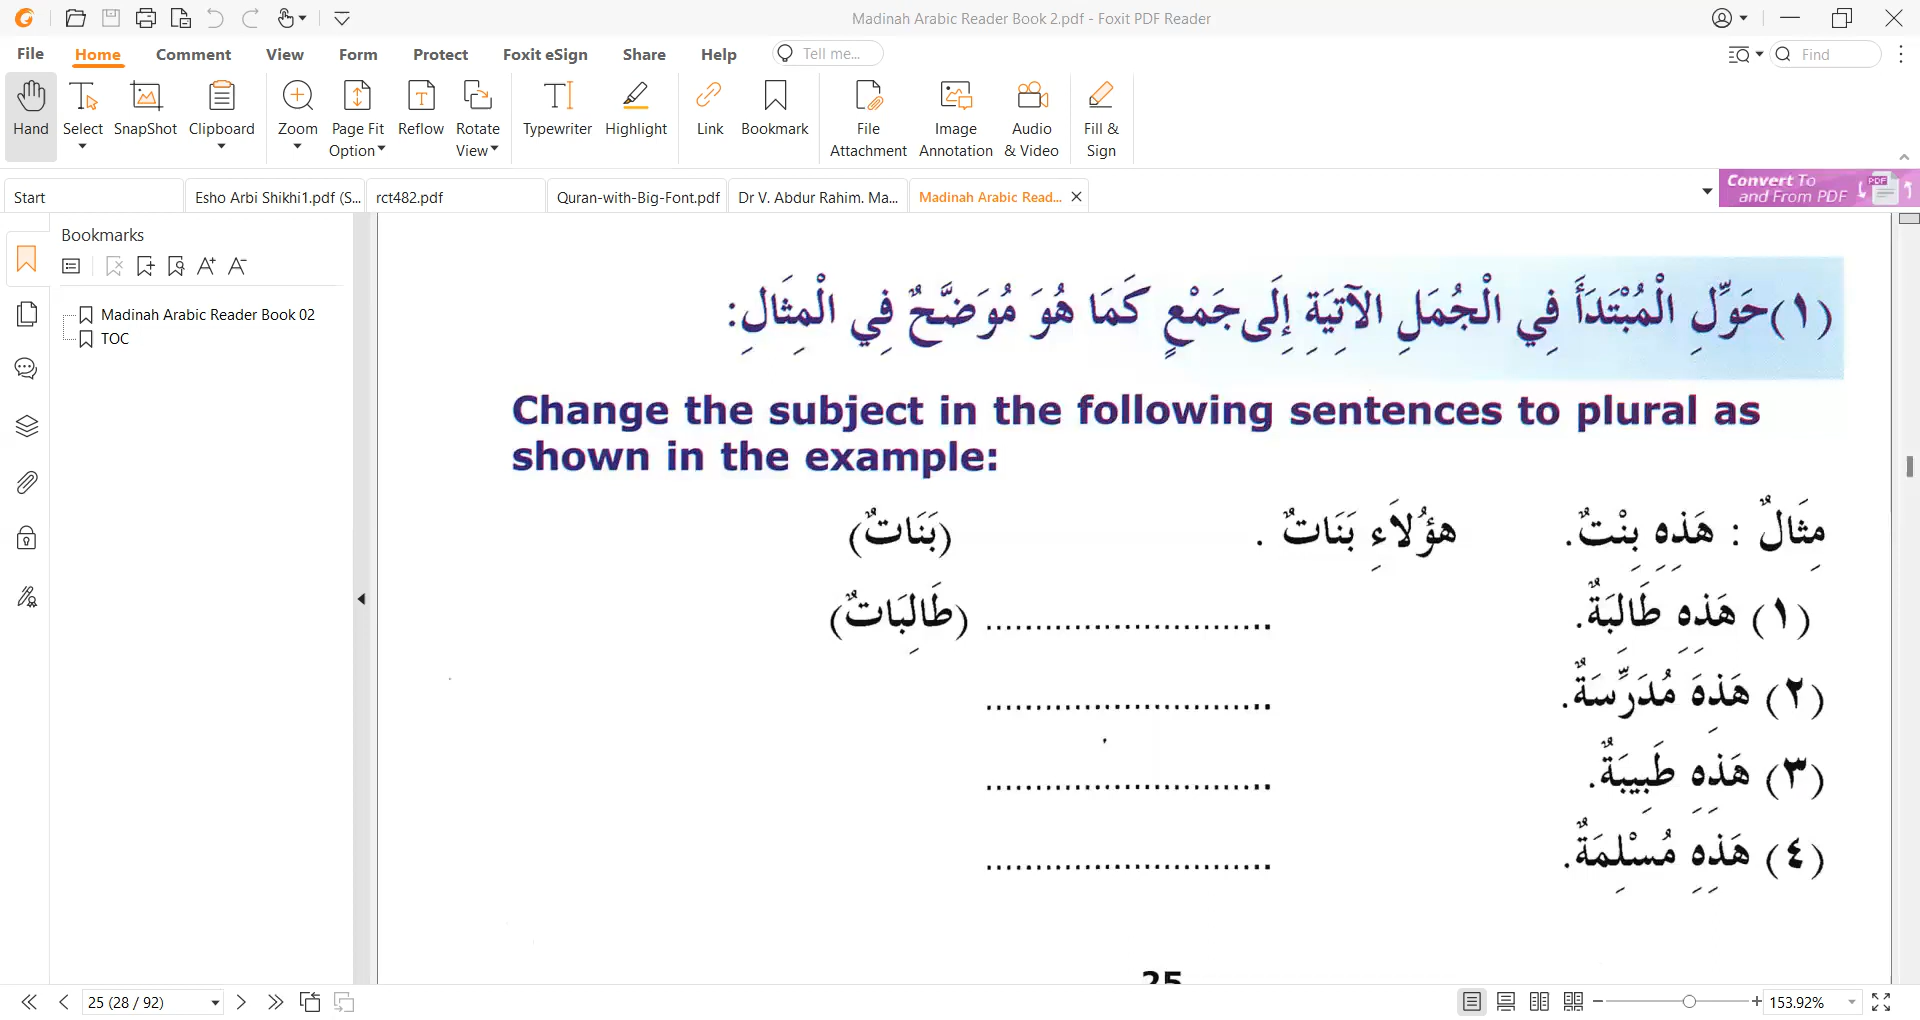 Madinah Arabic Reader Book 2.pdf - Foxit PDF Reader
File Home Comment View Form Protect Foxit eSign Share Help Tell me... Find
Hand Select SnapShot Clipboard Zoom Page Fit Option Reflow Rotate View Typewriter Highlight Link Bookmark File Attachment Image Annotation Audio & Video Fill & Sign
Start Esho Arbi Shikhi1.pdf (S... rct482.pdf Quran-with-Big-Font.pdf Dr V. Abdur Rahim. Ma... Madinah Arabic Read... Convert To and From PDF PDF
Bookmarks
Madinah Arabic Reader Book 02
TOC
(١) حَوِّلِ الْمُبْتَدَأَ فِي الْجُمَلِ الآتِيَةِ إِلَى جَمْعٍ كَمَا هُوَ مُوَضَّحٌ فِي الْمِثَالِ:
Change the subject in the following sentences to plural as
shown in the example:
مِثَالٌ : هَذِهِ بِنْتٌ. هؤُلاَءِ بَنَاتٌ . (بَنَاتٌ)
(١) هَذِهِ طَالِبَةٌ. ............................. (طَالِبَاتٌ)
(٢) هَذِهَ مُدَرِّسَةٌ. .............................
(٣) هَذِهِ طَبِيبَةٌ. .............................
(٤) هَذِهِ مُسْلِمَةٌ. .............................
25
25 (28 / 92) 153.92%